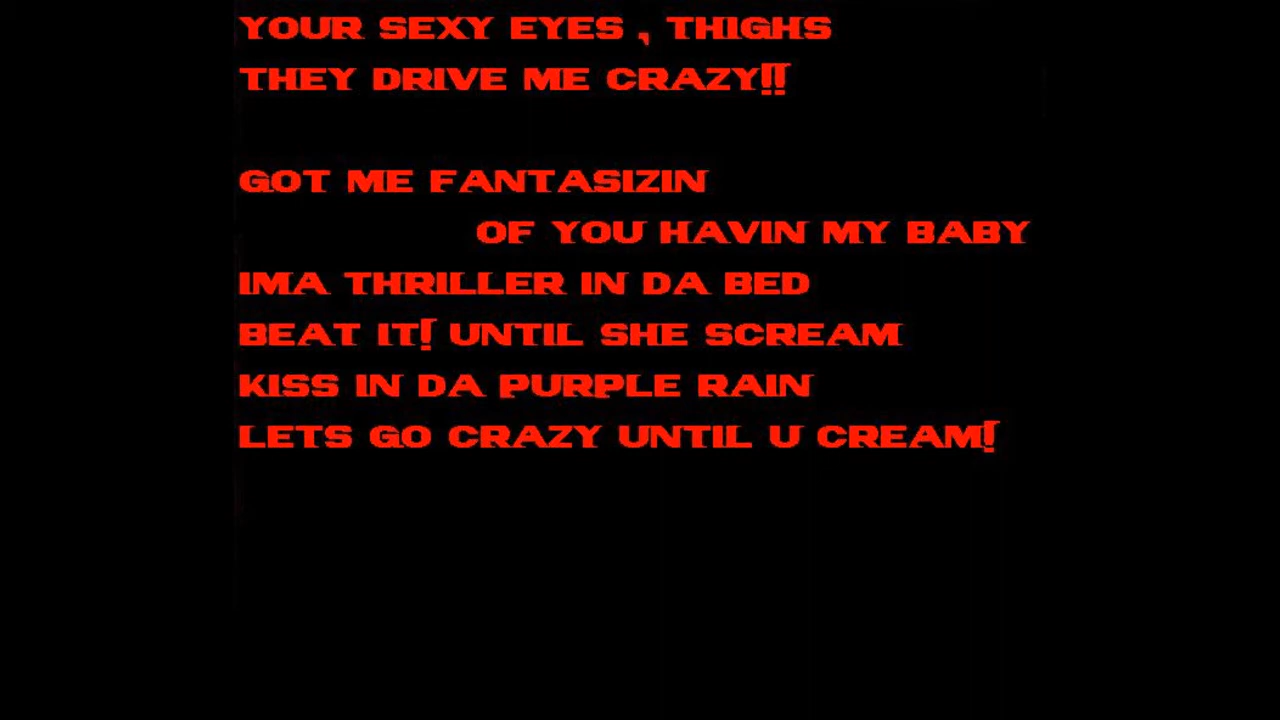 YOUR SEXY EYES , THIGHS
THEY DRIVE ME CRAZY!!
GOT ME FANTASIZIN
OF YOU HAVIN MY BABY
IMA THRILLER IN DA BED
BEAT IT! UNTIL SHE SCREAM
KISS IN DA PURPLE RAIN
LETS GO CRAZY UNTIL U CREAM!